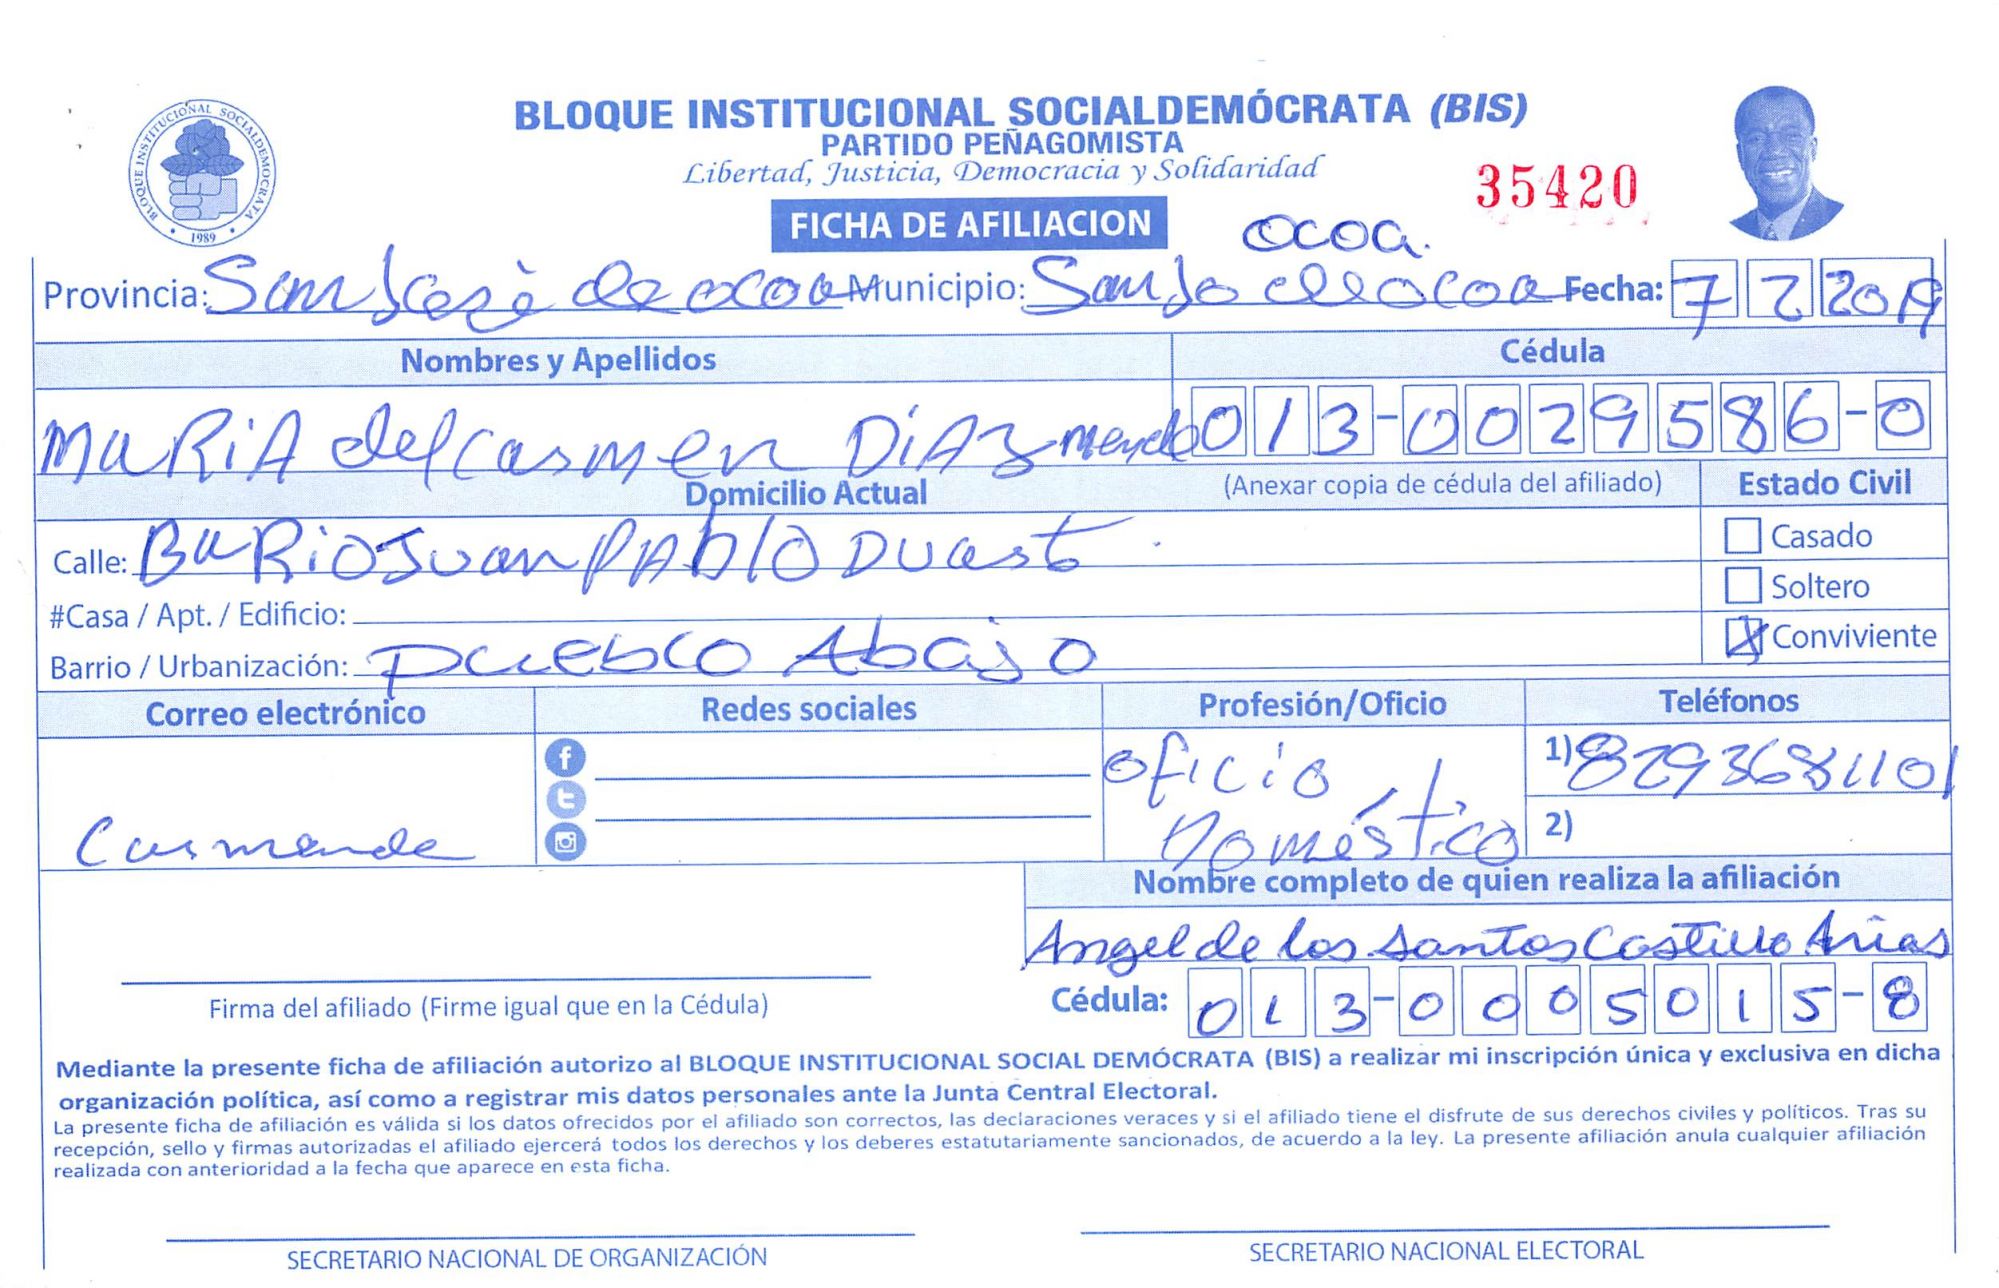 BLOQUE INSTITUCIONAL SOCIALDEMÓCRATA (BIS)
PARTIDO PEÑAGOMISTA
Libertad, Justicia, Democracia y Solidaridad
BLOQUE INSTITUCIONAL SOCIALDEMOCRATA
1989
35420
FICHA DE AFILIACION
ocoa.
Provincia: San José de ocoa Municipio: San Jo de ocoa Fecha: 7 2 2019
Nombres y Apellidos Cédula
MaRiA del Carmen DiAz 013-0029586-0
Domicilio Actual (Anexar copia de cédula del afiliado) Estado Civil
Calle: BaRioJuan PAblo Duart Casado
#Casa / Apt. / Edificio: Soltero
Barrio / Urbanización: Pueblo Abajo X Conviviente
Correo electrónico Redes sociales Profesión/Oficio Teléfonos
oficio 1) 8293681101
Doméstico 2)
Nombre completo de quien realiza la afiliación
Angel de los Santos Castillo Arias
Cédula: 013-0005015-8
Firma del afiliado (Firme igual que en la Cédula)
Mediante la presente ficha de afiliación autorizo al BLOQUE INSTITUCIONAL SOCIAL DEMÓCRATA (BIS) a realizar mi inscripción única y exclusiva en dicha
organización política, así como a registrar mis datos personales ante la Junta Central Electoral.
La presente ficha de afiliación es válida si los datos ofrecidos por el afiliado son correctos, las declaraciones veraces y si el afiliado tiene el disfrute de sus derechos civiles y políticos. Tras su
recepción, sello y firmas autorizadas el afiliado ejercerá todos los derechos y los deberes estatutariamente sancionados, de acuerdo a la ley. La presente afiliación anula cualquier afiliación
realizada con anterioridad a la fecha que aparece en esta ficha.
SECRETARIO NACIONAL DE ORGANIZACIÓN SECRETARIO NACIONAL ELECTORAL